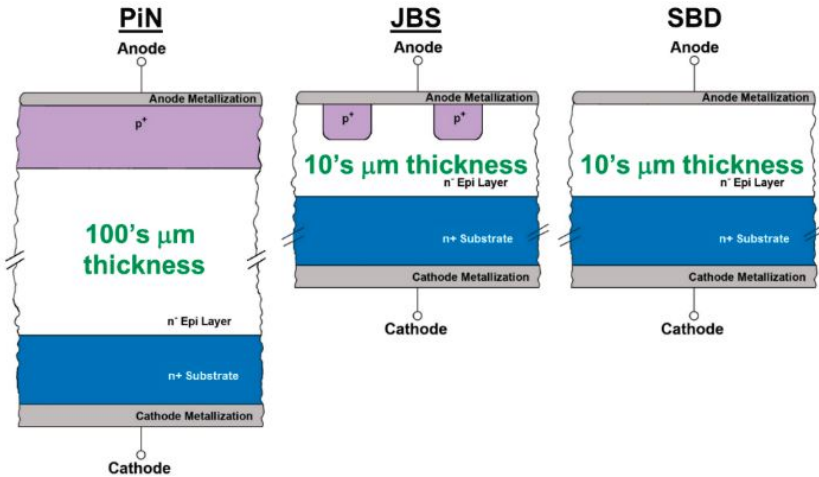 PiN
Anode
Anode Metallization
p+
100's μm
thickness
n- Epi Layer
n+ Substrate
Cathode Metallization
Cathode
JBS
Anode
Anode Metallization
p+
p+
10's μm thickness
n- Epi Layer
n+ Substrate
Cathode Metallization
Cathode
SBD
Anode
Anode Metallization
10's μm thickness
n- Epi Layer
n+ Substrate
Cathode Metallization
Cathode